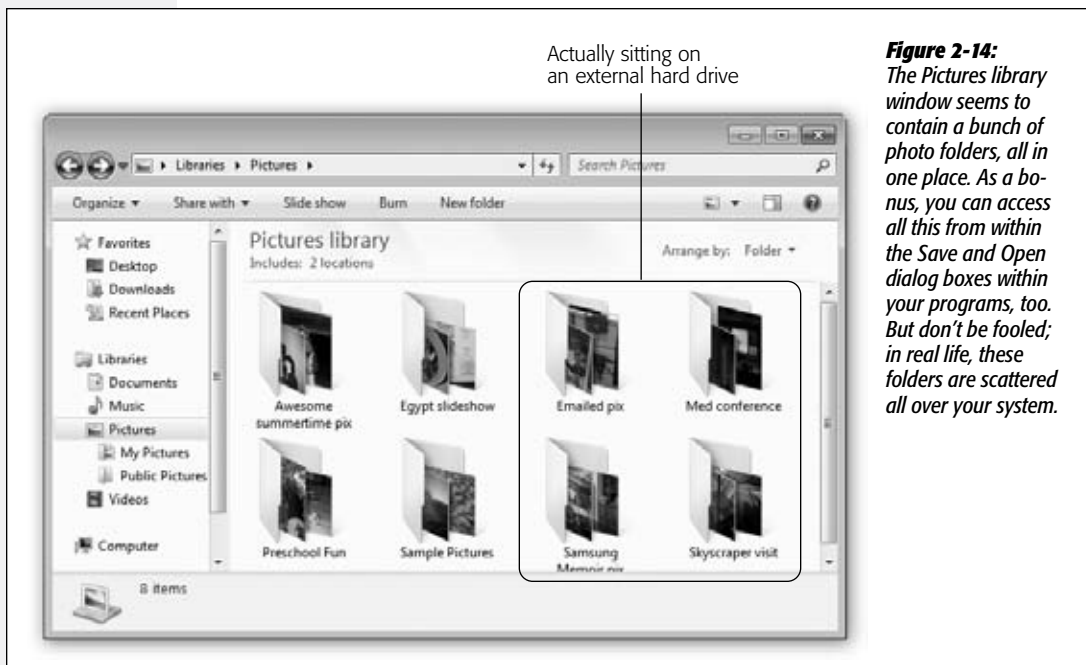 Actually sitting on
an external hard drive
Libraries Pictures
Search Pictures
Organize Share with Slide show Burn New folder
Favorites
Desktop
Downloads
Recent Places
Libraries
Documents
Music
Pictures
My Pictures
Public Pictures
Videos
Computer
Pictures library
Includes: 2 locations
Arrange by: Folder
Awesome
summertime pix
Egypt slideshow
Emailed pix
Med conference
Preschool Fun
Sample Pictures
Samsung
Memoir pix
Skyscraper visit
8 items
Figure 2-14:
The Pictures library
window seems to
contain a bunch of
photo folders, all in
one place. As a bo-
nus, you can access
all this from within
the Save and Open
dialog boxes within
your programs, too.
But don't be fooled;
in real life, these
folders are scattered
all over your system.